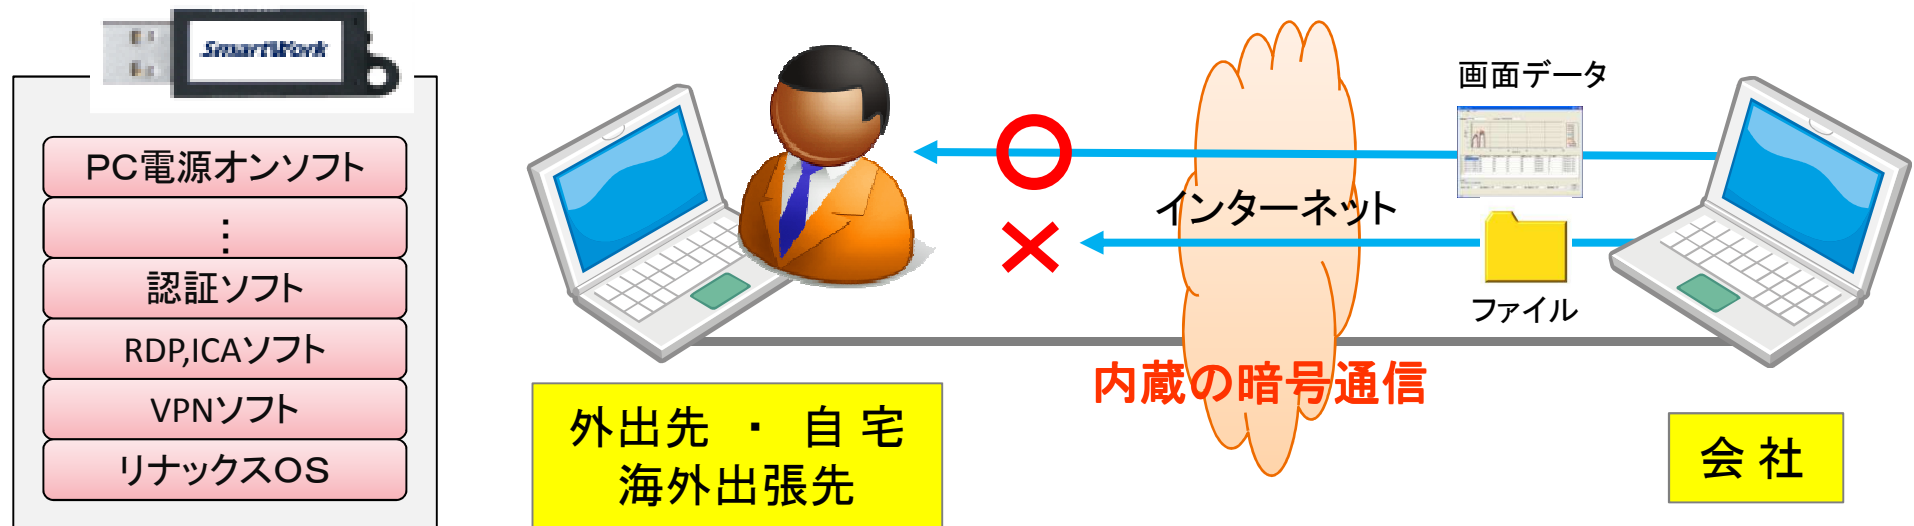 SmartWork
PC電源オンソフト
⋮
認証ソフト
RDP,ICAソフト
VPNソフト
リナックスOS
画面データ
インターネット
ファイル
内蔵の暗号通信
外出先 ・ 自 宅
海外出張先
会 社